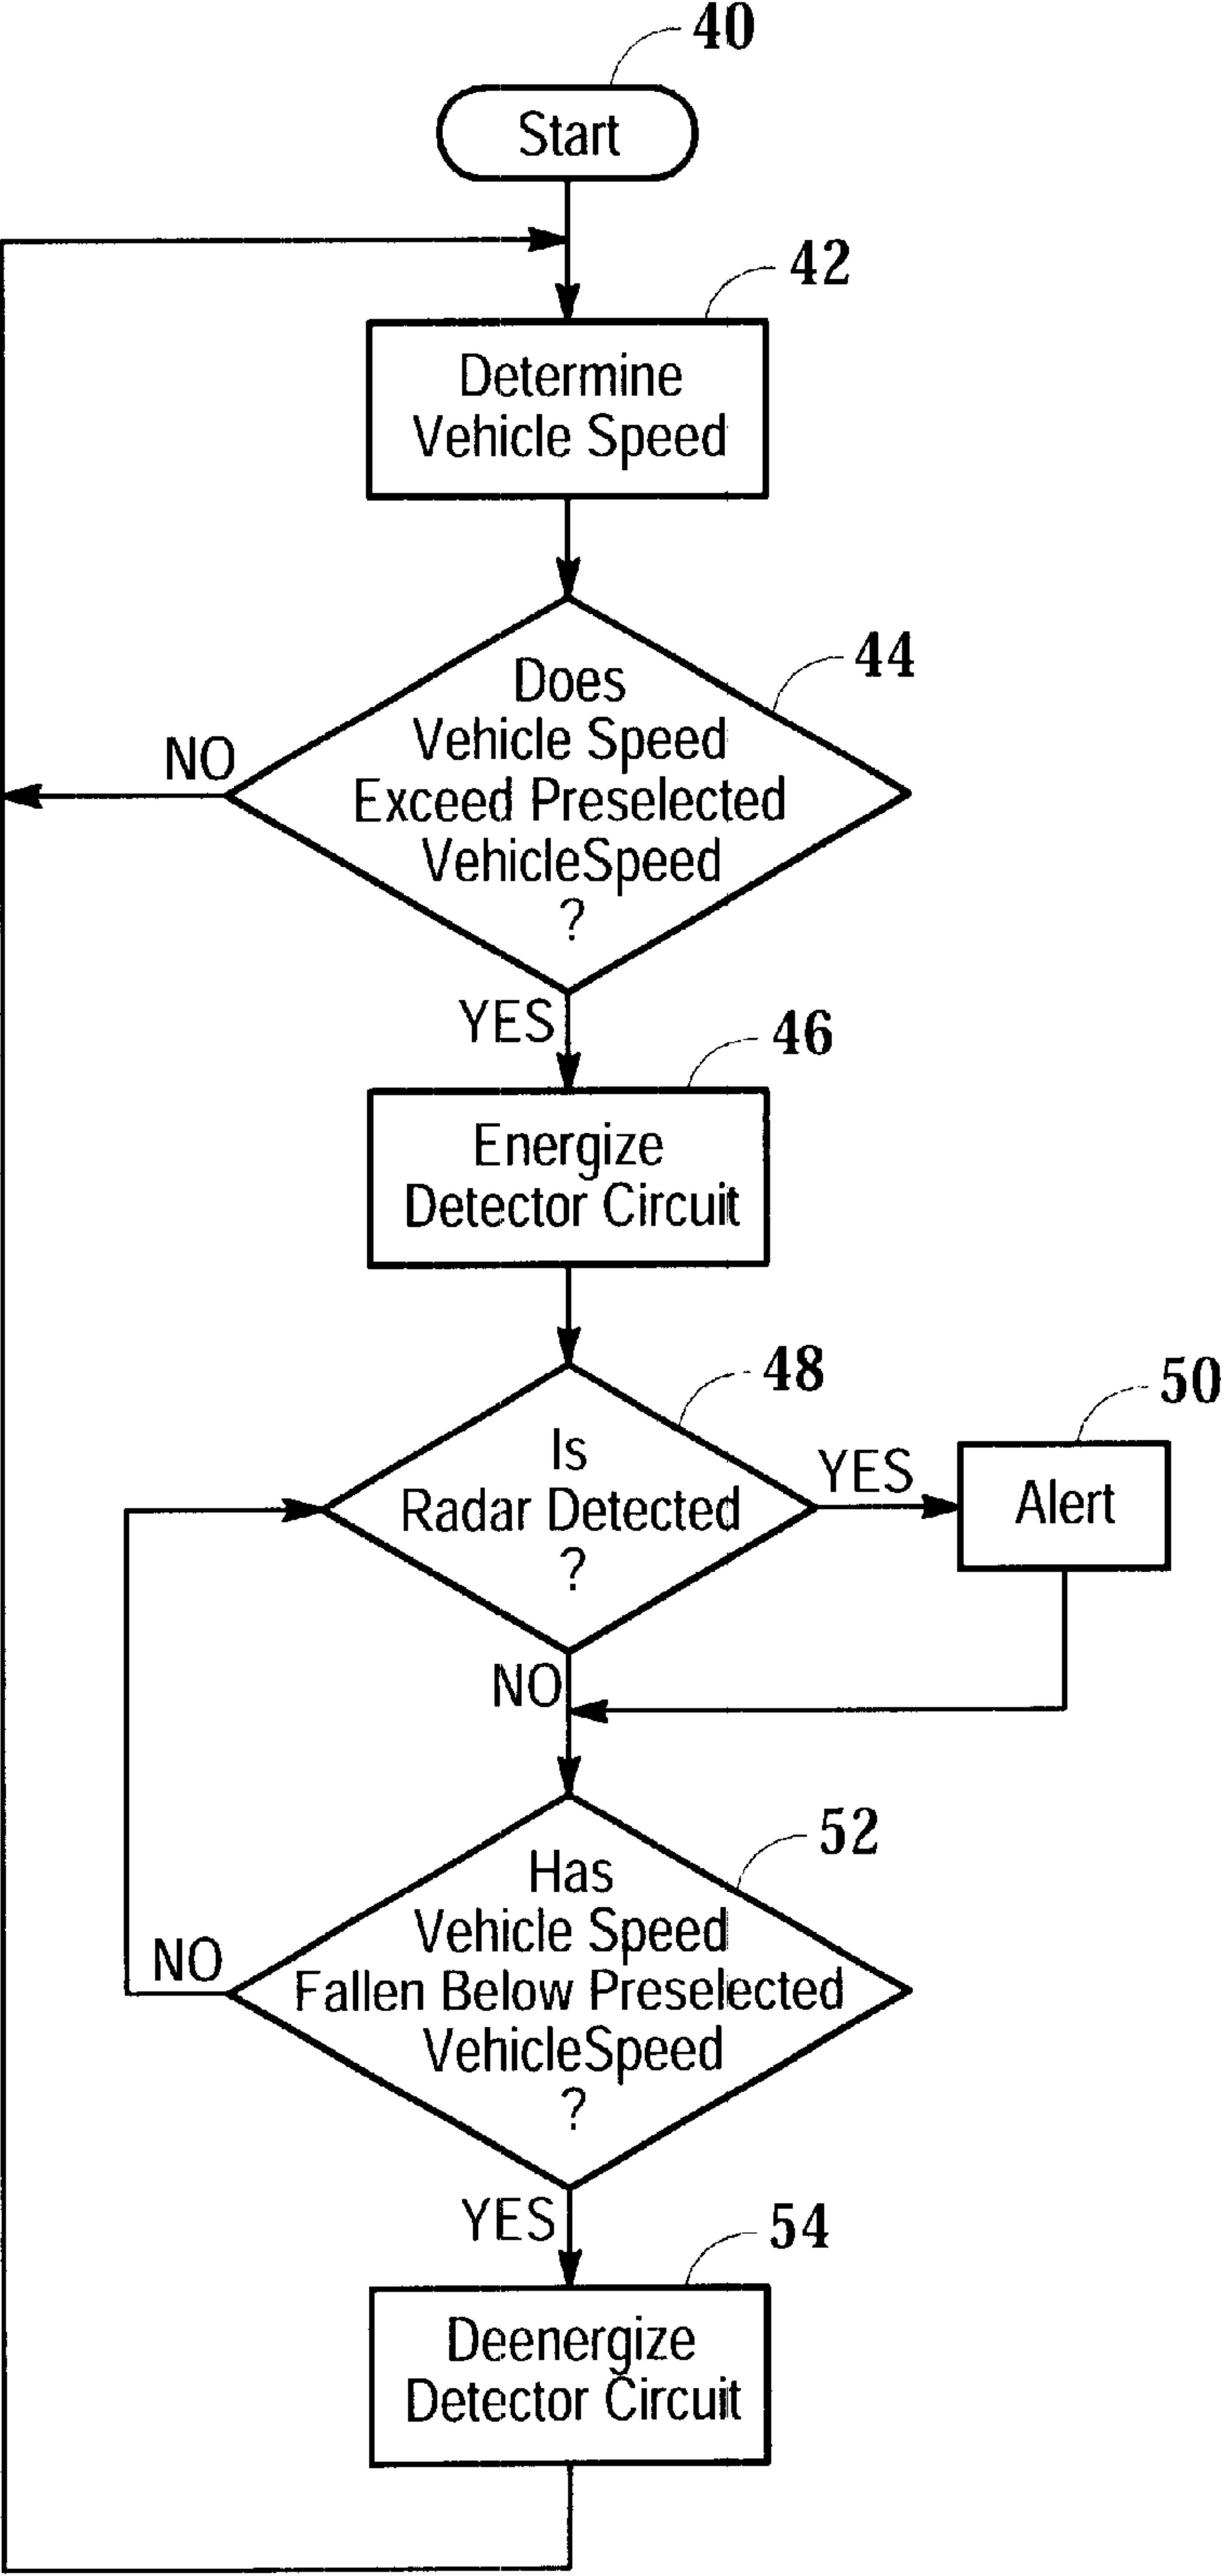 40
Start
42
Determine
Vehicle Speed
44
Does
Vehicle Speed
Exceed Preselected
VehicleSpeed
?
NO
YES
46
Energize
Detector Circuit
48
Is
Radar Detected
?
YES
50
Alert
NO
52
Has
Vehicle Speed
Fallen Below Preselected
VehicleSpeed
?
NO
YES
54
Deenergize
Detector Circuit